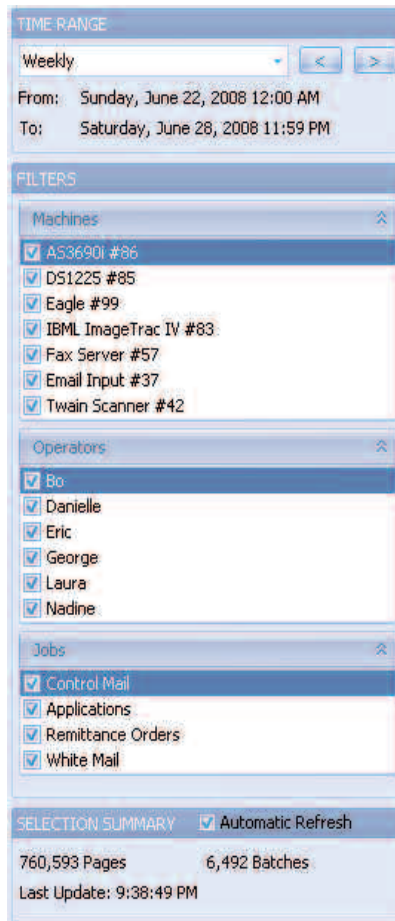 TIME RANGE
Weekly < >
From: Sunday, June 22, 2008 12:00 AM
To: Saturday, June 28, 2008 11:59 PM
FILTERS
Machines
AS3690i #86
DS1225 #85
Eagle #99
IBML ImageTrac IV #83
Fax Server #57
Email Input #37
Twain Scanner #42
Operators
Bo
Danielle
Eric
George
Laura
Nadine
Jobs
Control Mail
Applications
Remittance Orders
White Mail
SELECTION SUMMARY Automatic Refresh
760,593 Pages 6,492 Batches
Last Update: 9:38:49 PM